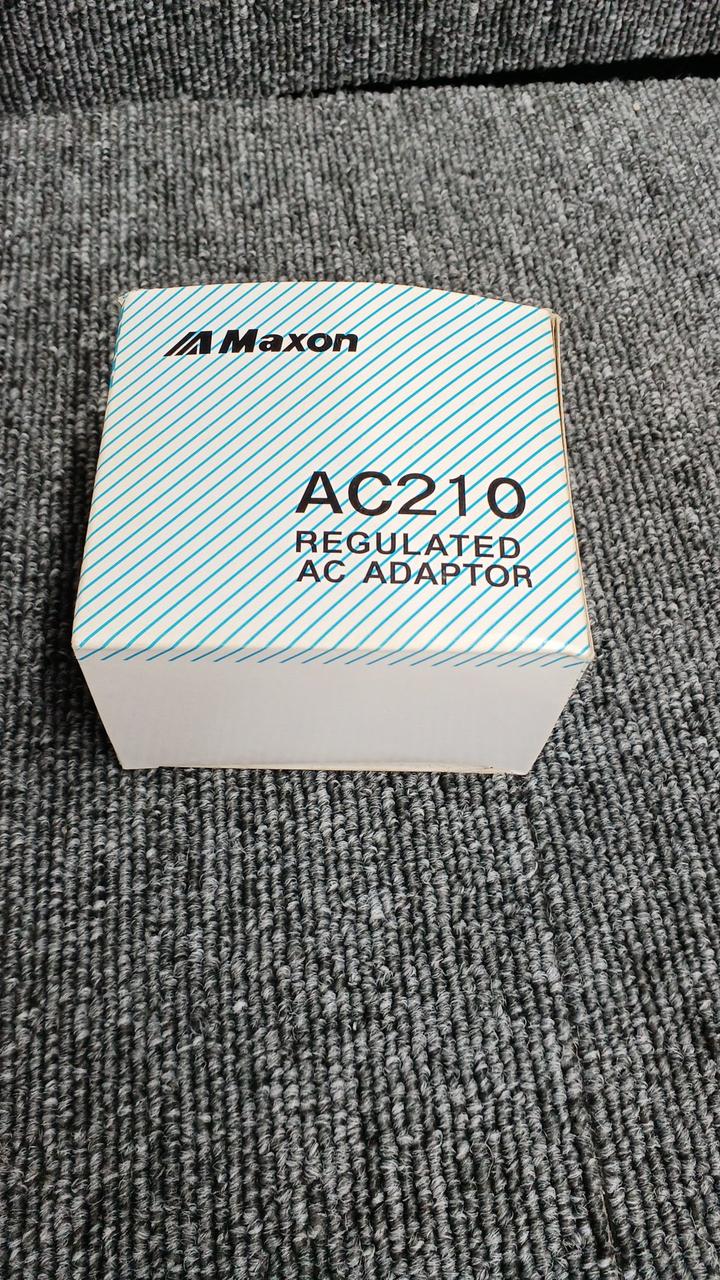 Maxon
AC210
REGULATED
AC ADAPTOR